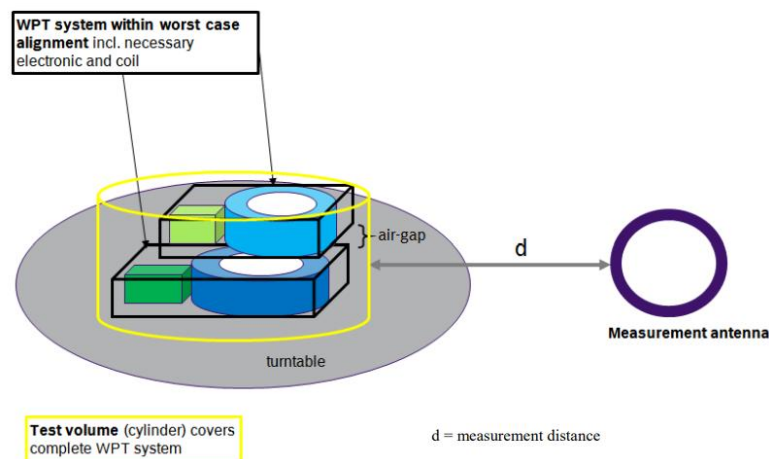 WPT system within worst case
alignment incl. necessary
electronic and coil
air-gap
d
Measurement antenna
turntable
Test volume (cylinder) covers
complete WPT system
d = measurement distance